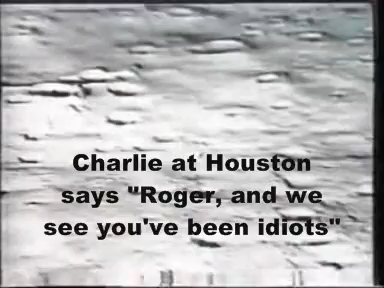 Charlie at Houston
says "Roger, and we
see you've been idiots"